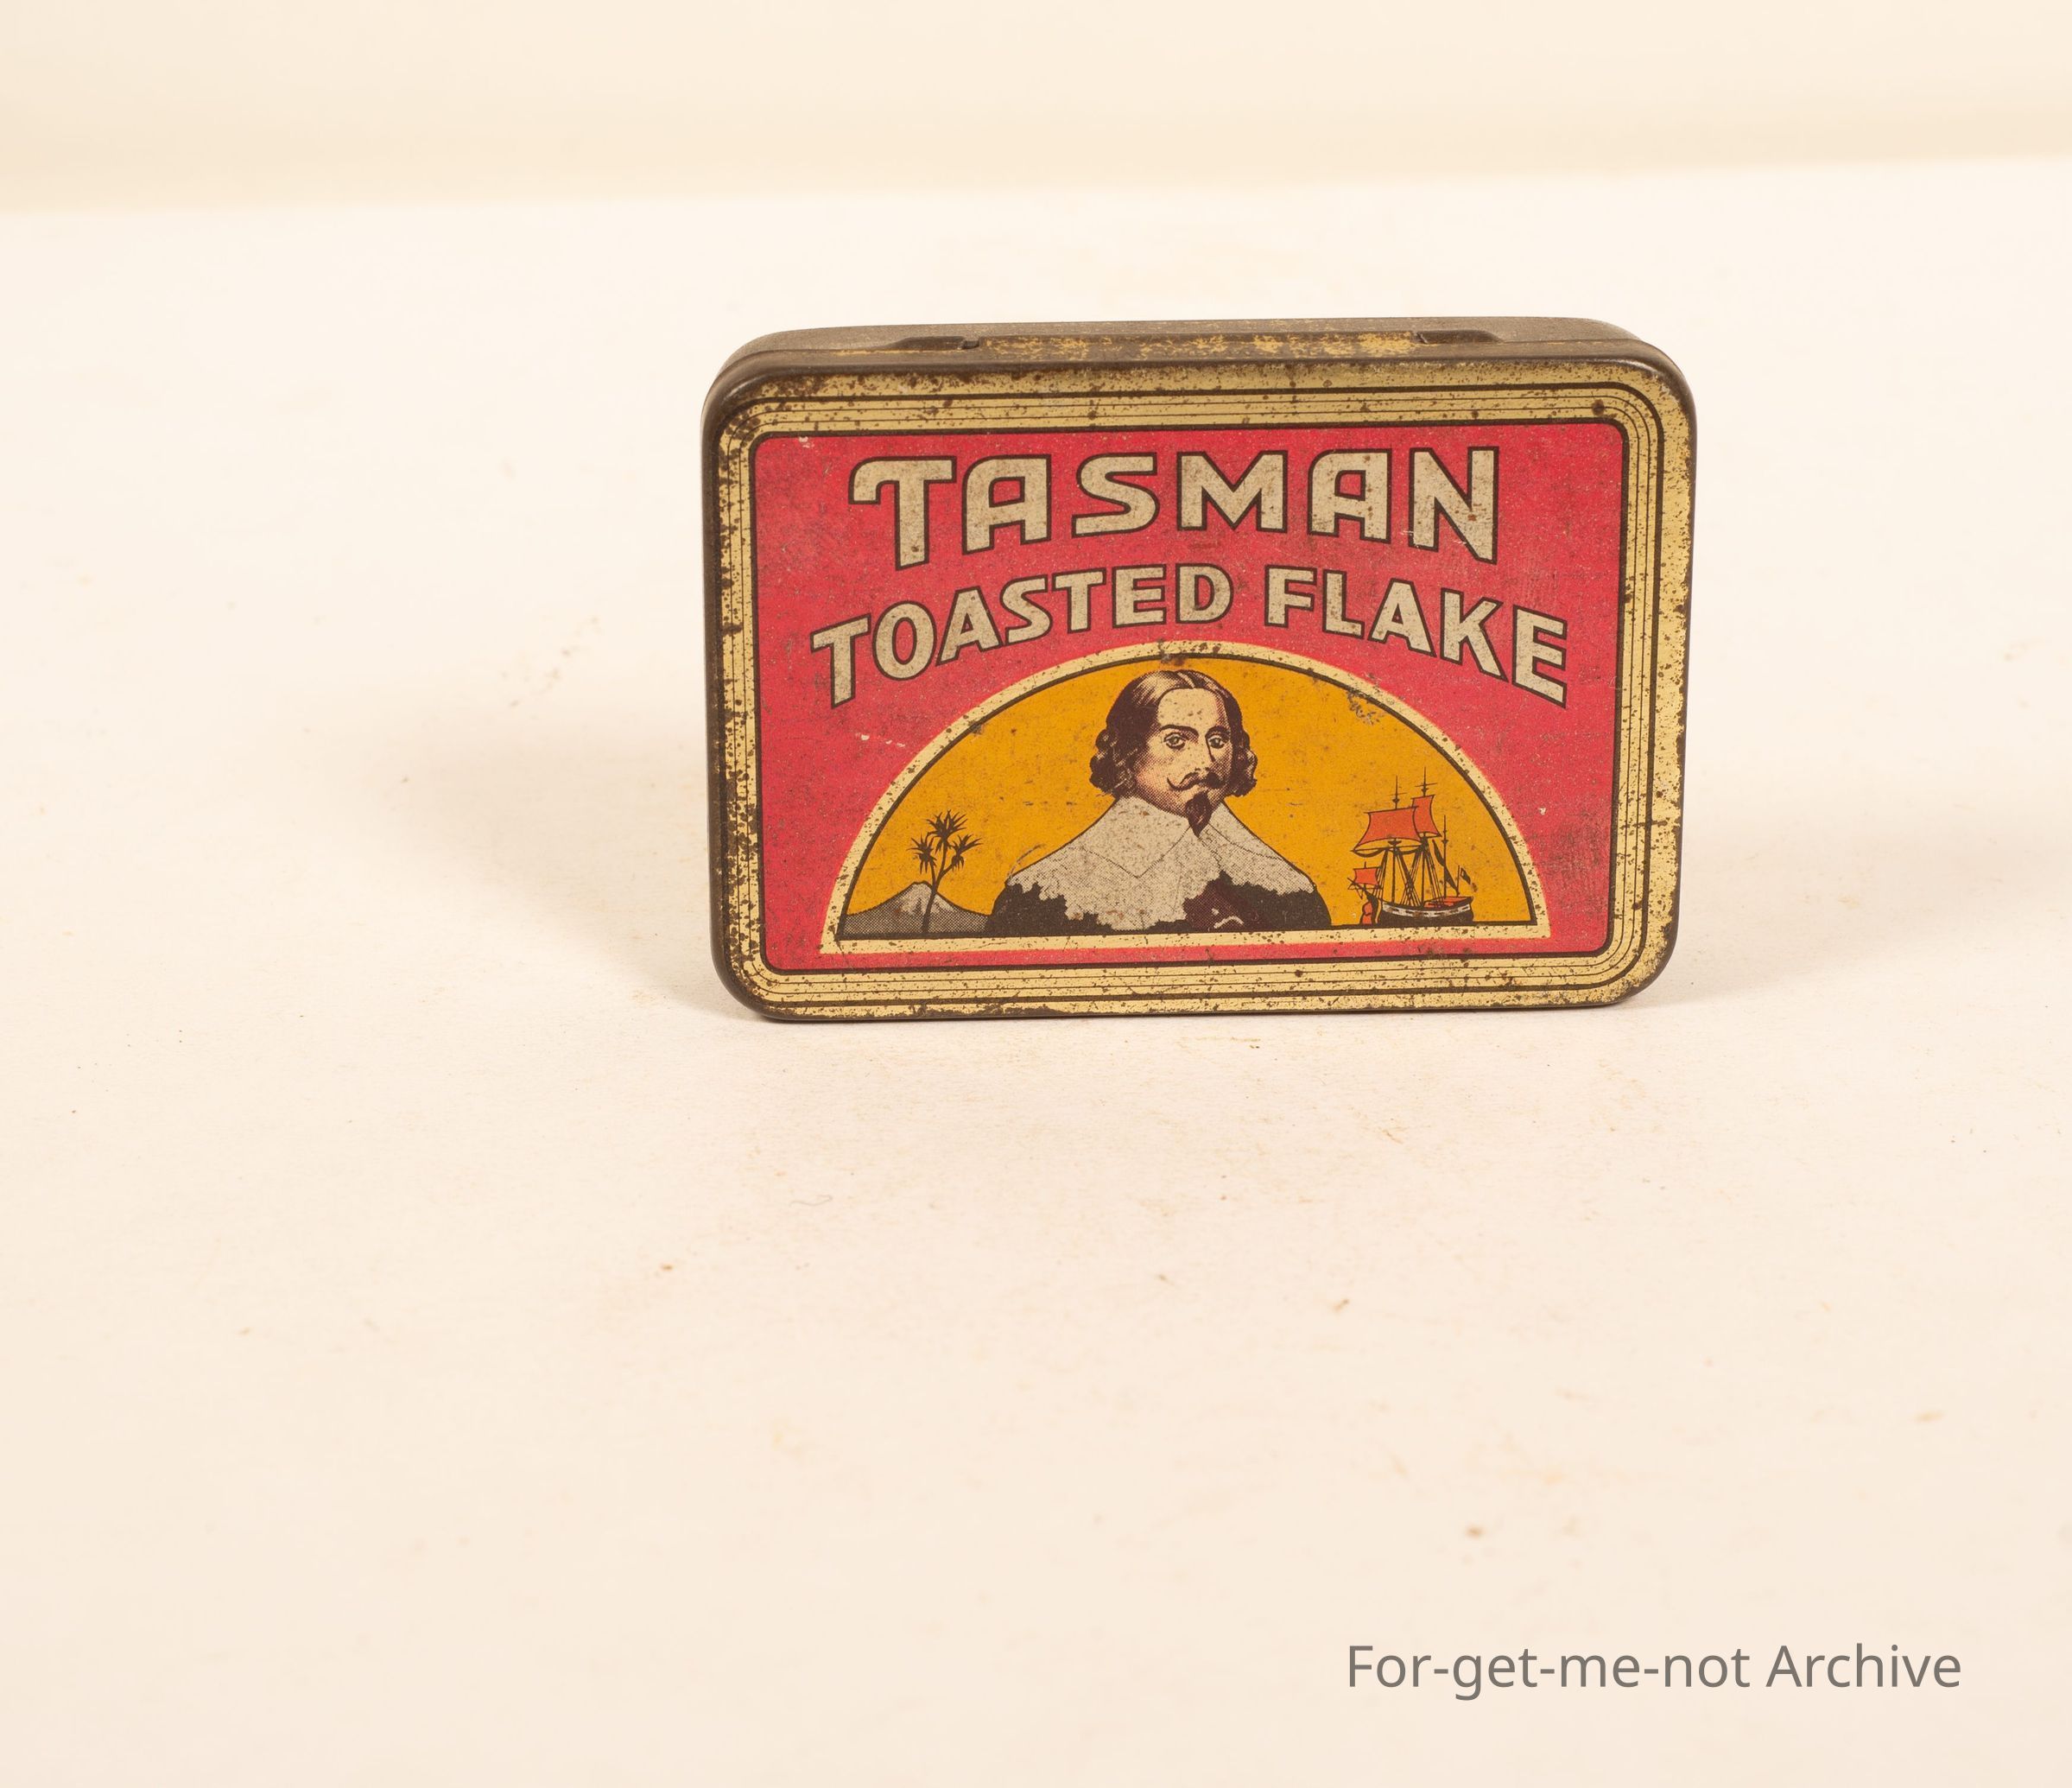 TASMAN
TOASTED FLAKE
For-get-me-not Archive